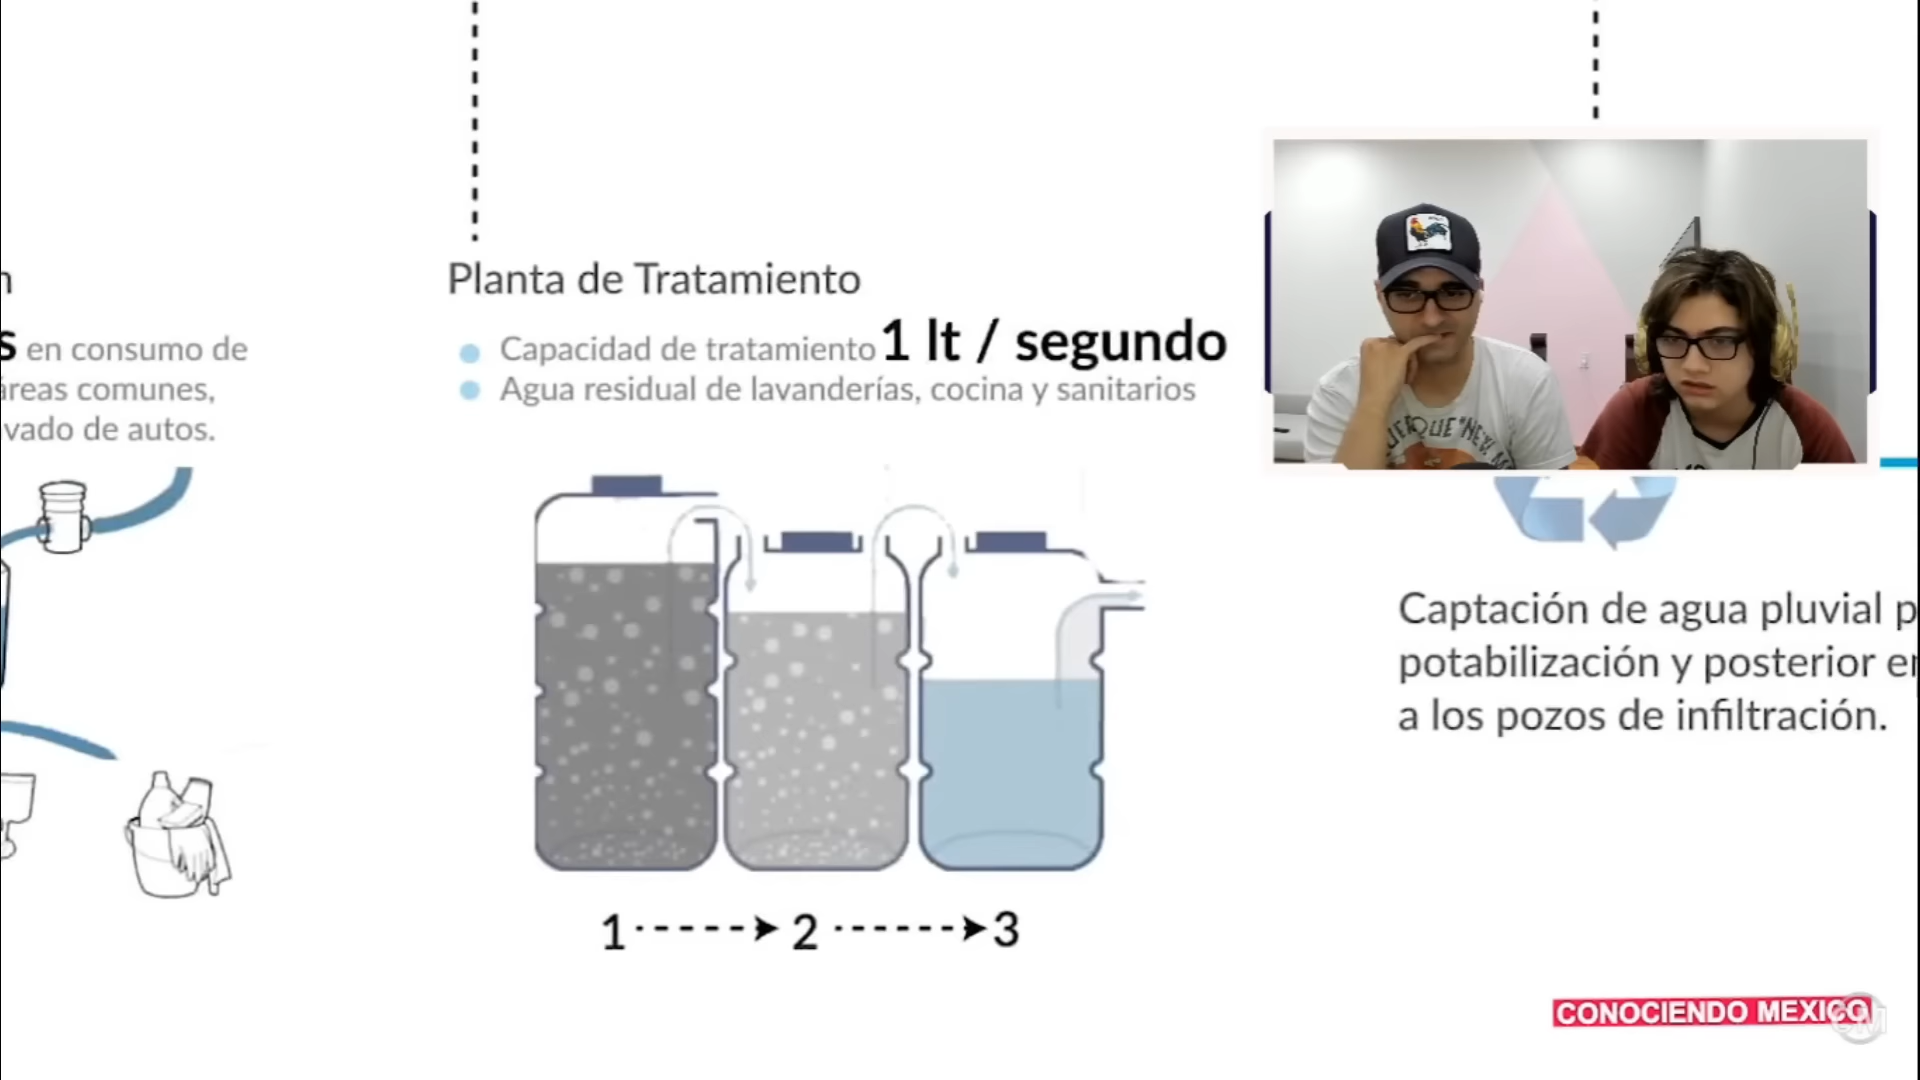 en consumo de
áreas comunes,
vado de autos.
Planta de Tratamiento
Capacidad de tratamiento 1 lt / segundo
Agua residual de lavanderías, cocina y sanitarios
1 2 3
Captación de agua pluvial p
potabilización y posterior
a los pozos de infiltración.
CONOCIENDO MEXICO